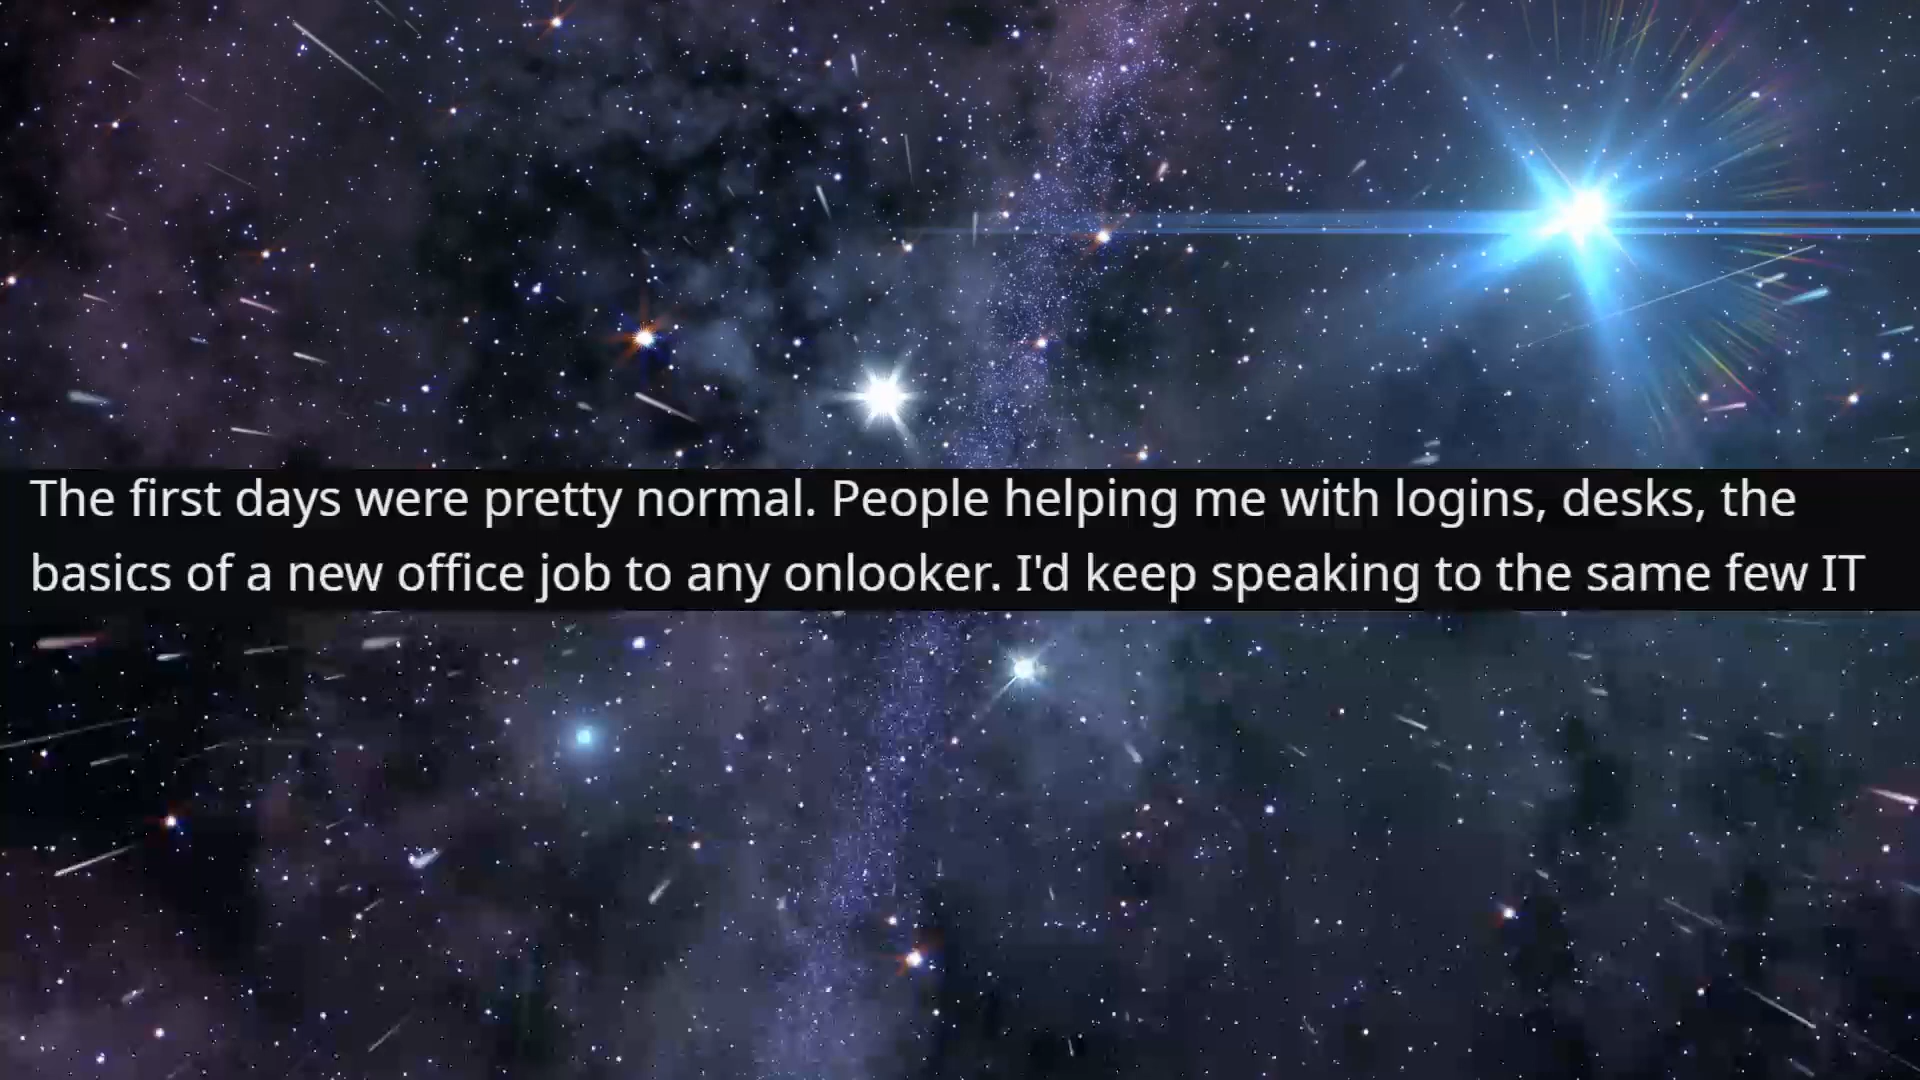 The first days were pretty normal. People helping me with logins, desks, the
basics of a new office job to any onlooker. I'd keep speaking to the same few IT